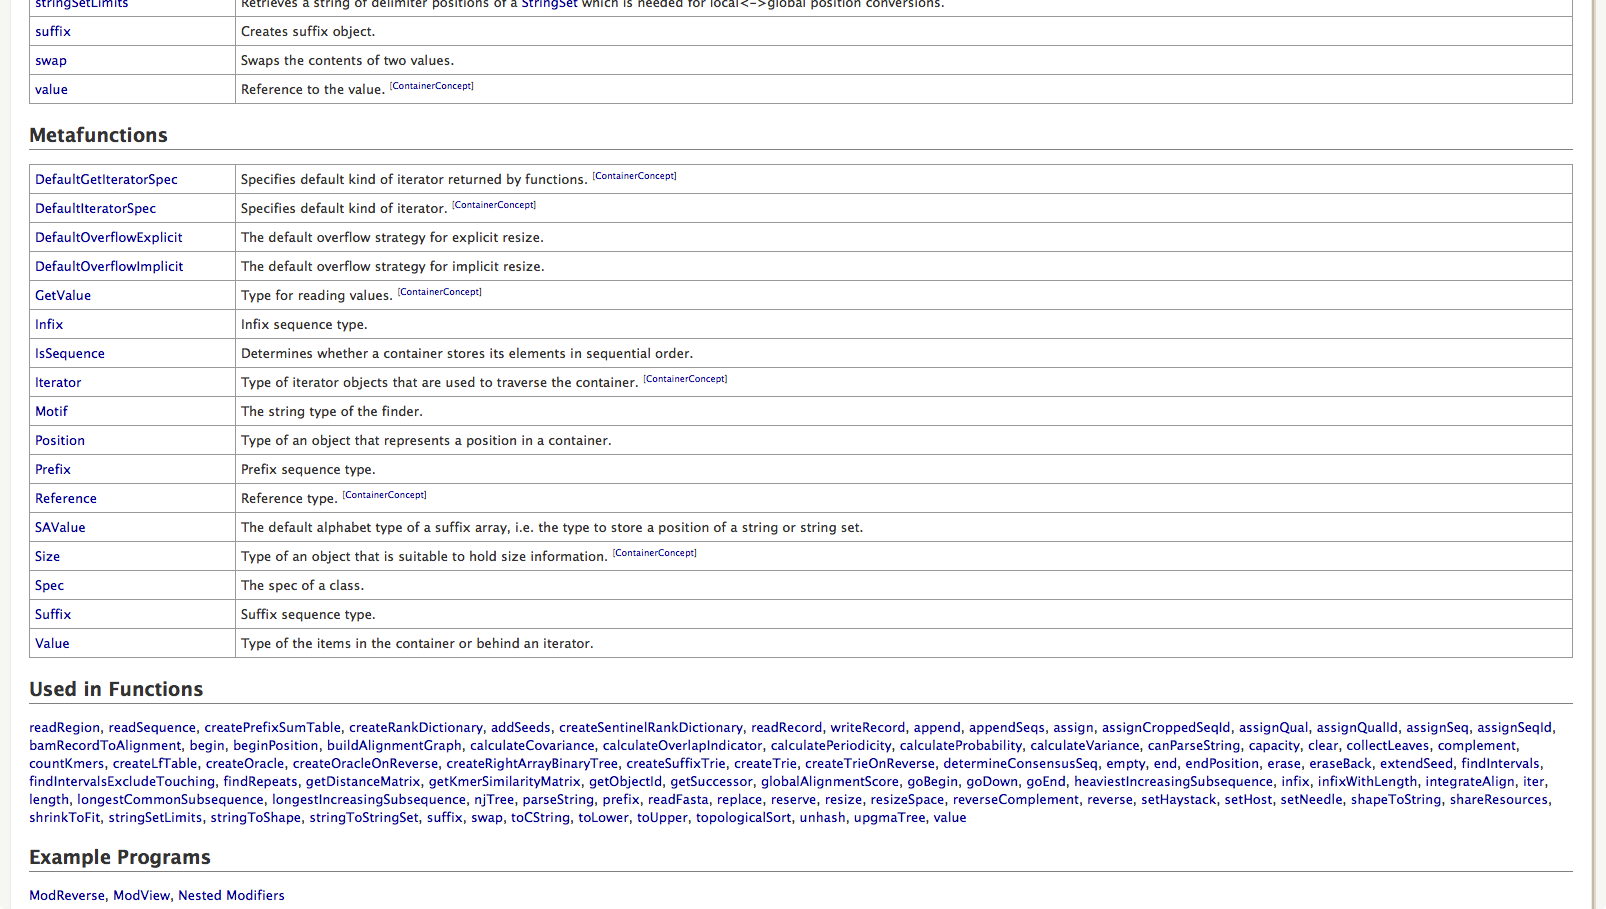 stringSetLimits Retrieves a string of delimiter positions of a StringSet which is needed for local<->global position conversions.
suffix Creates suffix object.
swap Swaps the contents of two values.
value Reference to the value. [ContainerConcept]
Metafunctions
DefaultGetIteratorSpec Specifies default kind of iterator returned by functions. [ContainerConcept]
DefaultIteratorSpec Specifies default kind of iterator. [ContainerConcept]
DefaultOverflowExplicit The default overflow strategy for explicit resize.
DefaultOverflowImplicit The default overflow strategy for implicit resize.
GetValue Type for reading values. [ContainerConcept]
Infix Infix sequence type.
IsSequence Determines whether a container stores its elements in sequential order.
Iterator Type of iterator objects that are used to traverse the container. [ContainerConcept]
Motif The string type of the finder.
Position Type of an object that represents a position in a container.
Prefix Prefix sequence type.
Reference Reference type. [ContainerConcept]
SAValue The default alphabet type of a suffix array, i.e. the type to store a position of a string or string set.
Size Type of an object that is suitable to hold size information. [ContainerConcept]
Spec The spec of a class.
Suffix Suffix sequence type.
Value Type of the items in the container or behind an iterator.
Used in Functions
readRegion, readSequence, createPrefixSumTable, createRankDictionary, addSeeds, createSentinelRankDictionary, readRecord, writeRecord, append, appendSeqs, assign, assignCroppedSeqId, assignQual, assignQualId, assignSeq, assignSeqId,
bamRecordToAlignment, begin, beginPosition, buildAlignmentGraph, calculateCovariance, calculateOverlapIndicator, calculatePeriodicity, calculateProbability, calculateVariance, canParseString, capacity, clear, collectLeaves, complement,
countKmers, createLfTable, createOracle, createOracleOnReverse, createRightArrayBinaryTree, createSuffixTrie, createTrie, createTrieOnReverse, determineConsensusSeq, empty, end, endPosition, erase, eraseBack, extendSeed, findIntervals,
findIntervalsExcludeTouching, findRepeats, getDistanceMatrix, getKmerSimilarityMatrix, getObjectId, getSuccessor, globalAlignmentScore, goBegin, goDown, goEnd, heaviestIncreasingSubsequence, infix, infixWithLength, integrateAlign, iter,
length, longestCommonSubsequence, longestIncreasingSubsequence, njTree, parseString, prefix, readFasta, replace, reserve, resize, resizeSpace, reverseComplement, reverse, setHaystack, setHost, setNeedle, shapeToString, shareResources,
shrinkToFit, stringSetLimits, stringToShape, stringToStringSet, suffix, swap, toCString, toLower, toUpper, topologicalSort, unhash, upgmaTree, value
Example Programs
ModReverse, ModView, Nested Modifiers